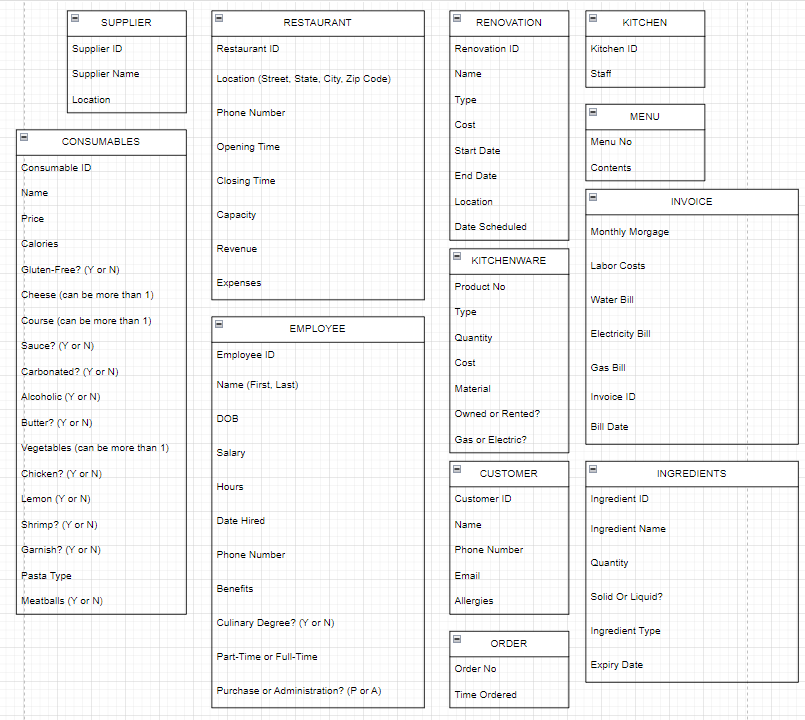 SUPPLIER
Supplier ID
Supplier Name
Location
CONSUMABLES
Consumable ID
Name
Price
Calories
Gluten-Free? (Y or N)
Cheese (can be more than 1)
Course (can be more than 1)
Sauce? (Y or N)
Carbonated? (Y or N)
Alcoholic (Y or N)
Butter? (Y or N)
Vegetables (can be more than 1)
Chicken? (Y or N)
Lemon (Y or N)
Shrimp? (Y or N)
Garnish? (Y or N)
Pasta Type
Meatballs (Y or N)
RESTAURANT
Restaurant ID
Location (Street, State, City, Zip Code)
Phone Number
Opening Time
Closing Time
Capacity
Revenue
Expenses
EMPLOYEE
Employee ID
Name (First, Last)
DOB
Salary
Hours
Date Hired
Phone Number
Benefits
Culinary Degree? (Y or N)
Part-Time or Full-Time
Purchase or Administration? (P or A)
RENOVATION
Renovation ID
Name
Type
Cost
Start Date
End Date
Location
Date Scheduled
KITCHENWARE
Product No
Type
Quantity
Cost
Material
Owned or Rented?
Gas or Electric?
CUSTOMER
Customer ID
Name
Phone Number
Email
Allergies
ORDER
Order No
Time Ordered
KITCHEN
Kitchen ID
Staff
MENU
Menu No
Contents
INVOICE
Monthly Morgage
Labor Costs
Water Bill
Electricity Bill
Gas Bill
Invoice ID
Bill Date
INGREDIENTS
Ingredient ID
Ingredient Name
Quantity
Solid Or Liquid?
Ingredient Type
Expiry Date